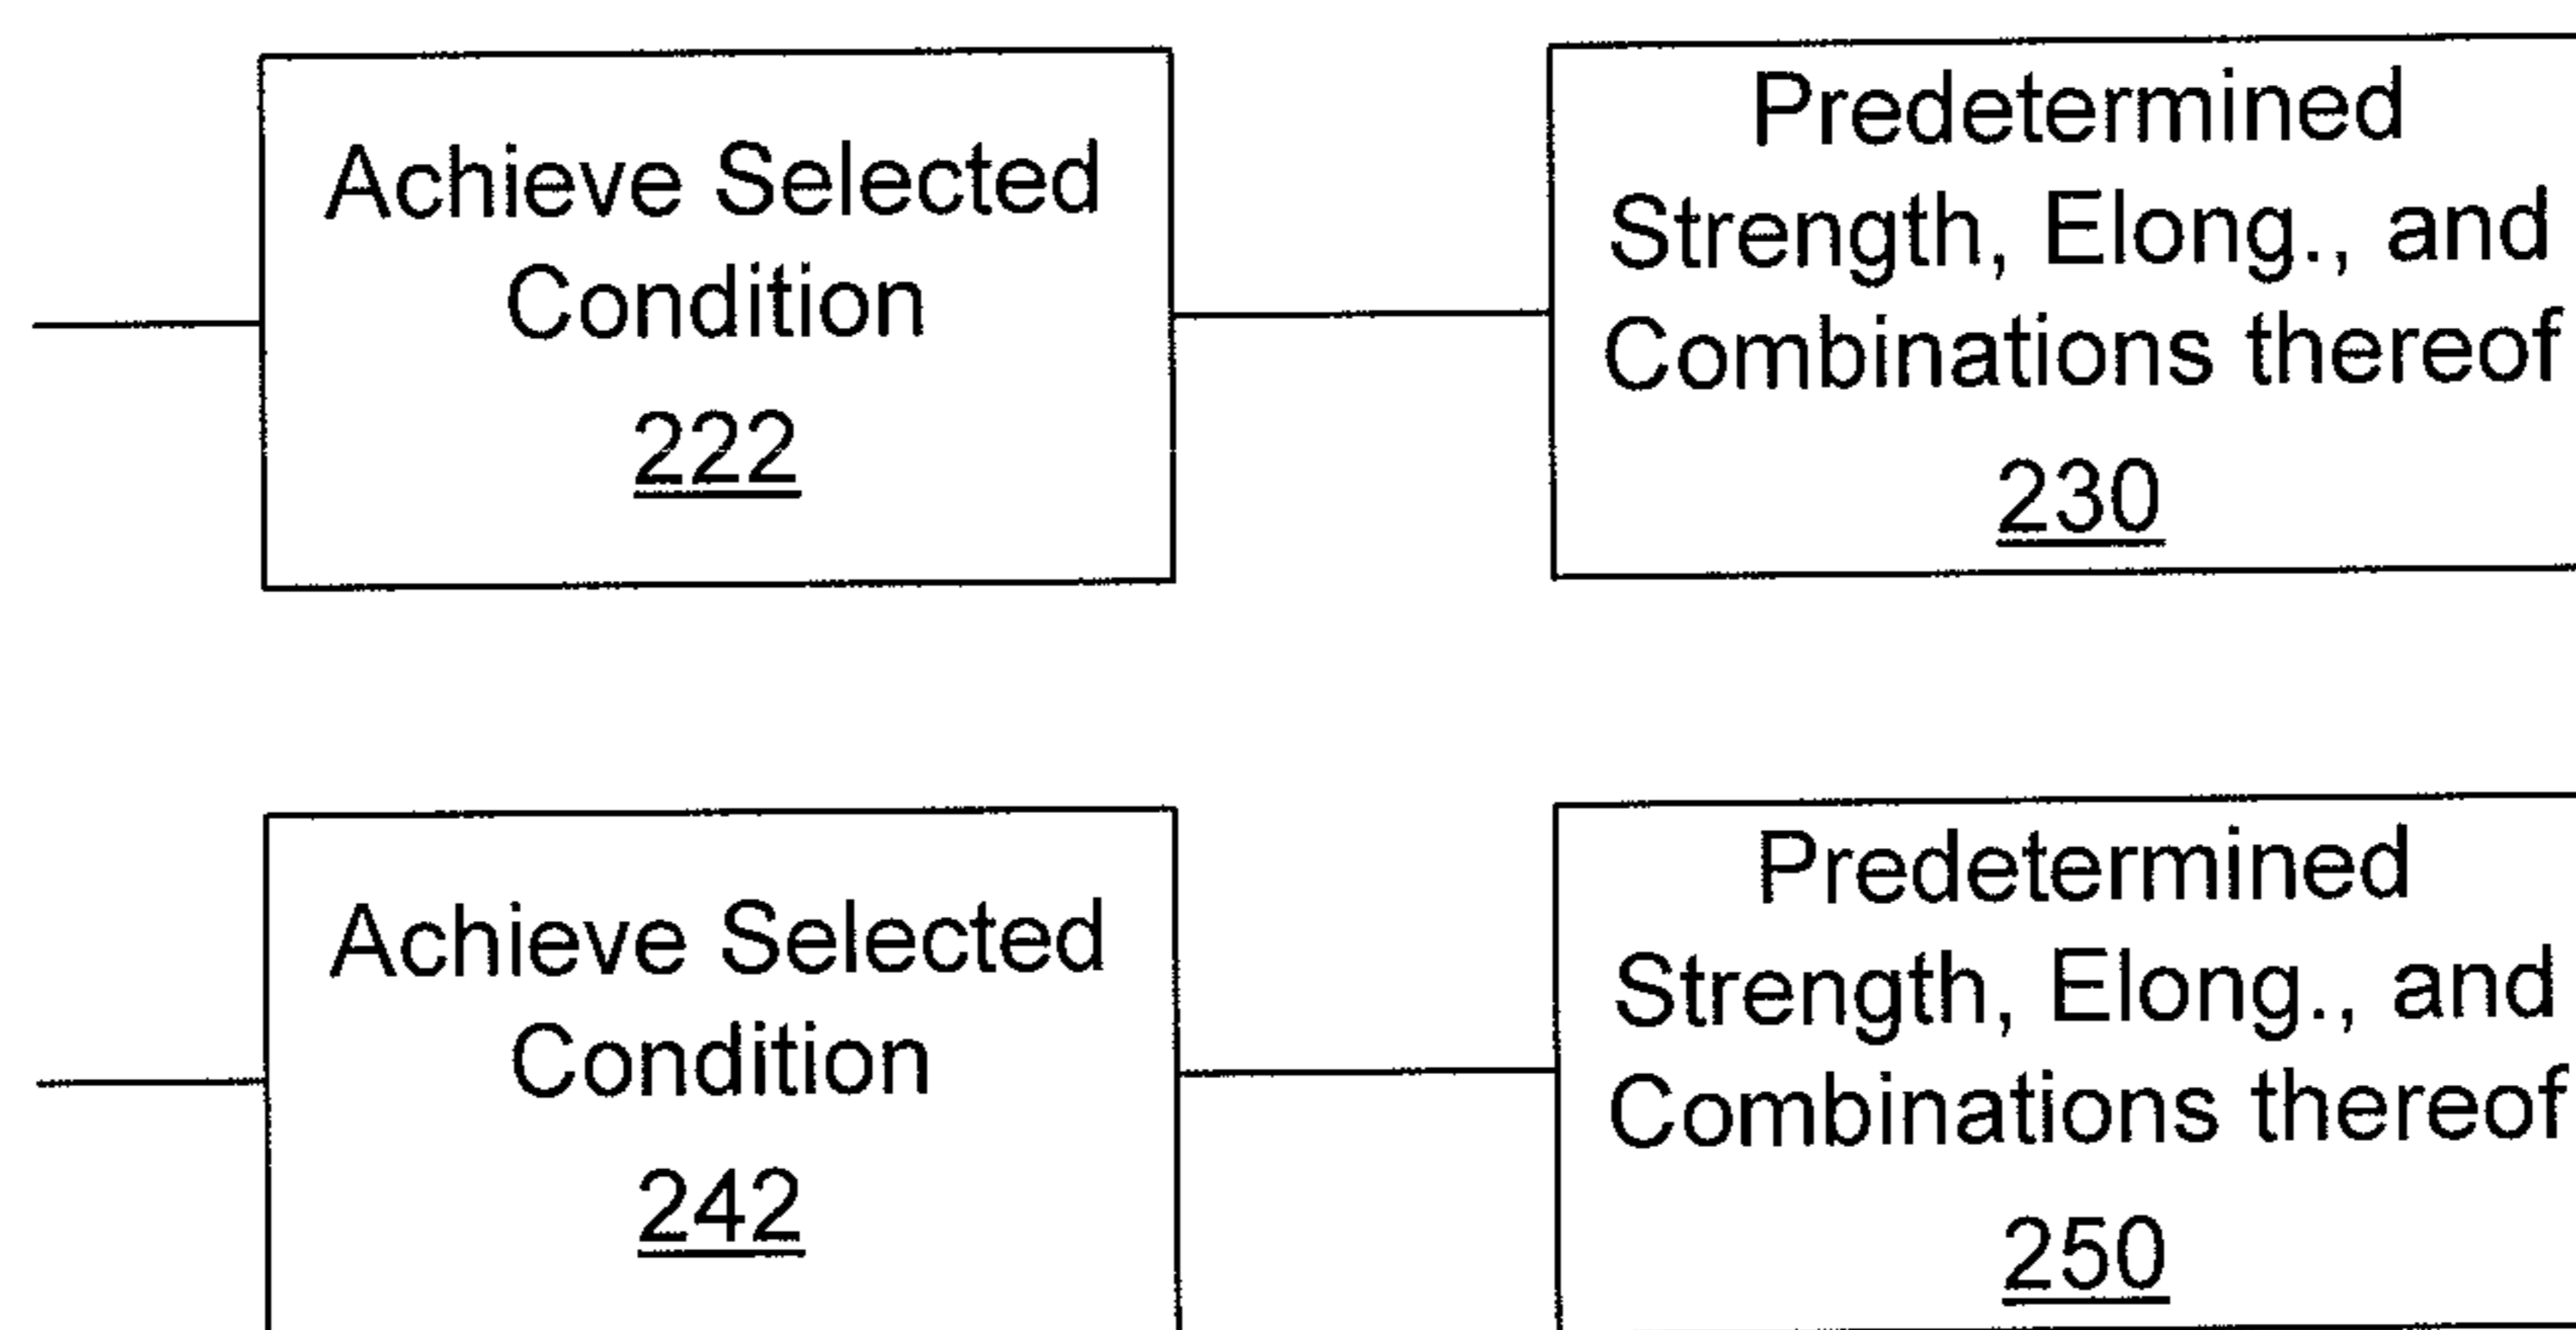 Achieve Selected
Condition
222
Predetermined
Strength, Elong., and
Combinations thereof
230
Achieve Selected
Condition
242
Predetermined
Strength, Elong., and
Combinations thereof
250